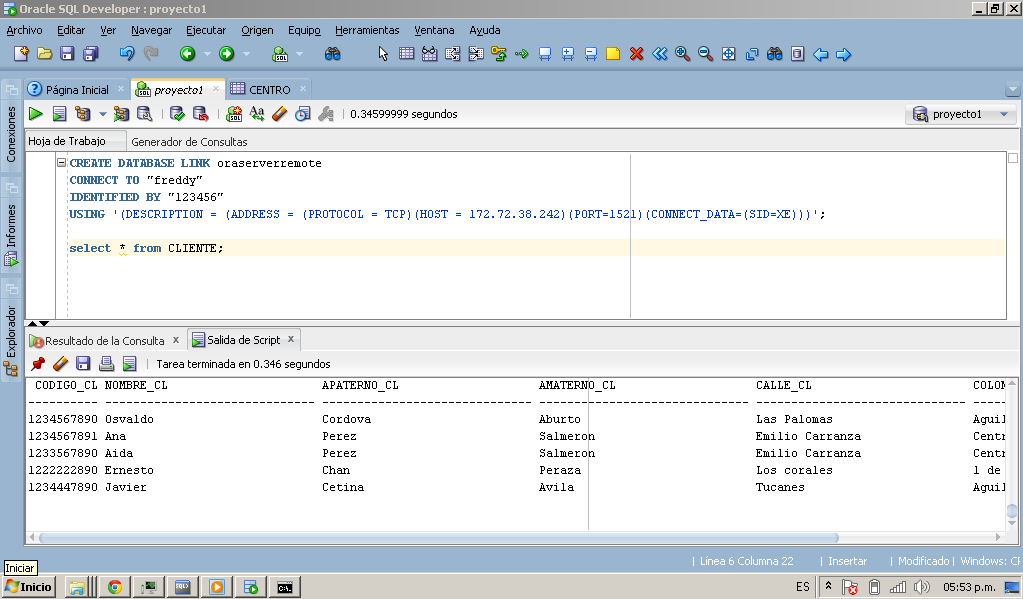 Oracle SQL Developer : proyecto1
Archivo Editar Ver Navegar Ejecutar Origen Equipo Herramientas Ventana Ayuda
Página Inicial proyecto1 CENTRO
0.34599999 segundos proyecto1
Hoja de Trabajo Generador de Consultas
Conexiones
Informes
Explorador
CREATE DATABASE LINK oraserverremote
CONNECT TO "freddy"
IDENTIFIED BY "123456"
USING '(DESCRIPTION = (ADDRESS = (PROTOCOL = TCP)(HOST = 172.72.38.242)(PORT=1521)(CONNECT_DATA=(SID=XE)))';
select * from CLIENTE;
Resultado de la Consulta x Salida de Script x
Tarea terminada en 0.346 segundos
CODIGO_CL NOMBRE_CL APATERNO_CL AMATERNO_CL CALLE_CL COLON
1234567890 Osvaldo Cordova Aburto Las Palomas Aguil
1234567891 Ana Perez Salmeron Emilio Carranza Centr
1233567890 Aida Perez Salmeron Emilio Carranza Centr
1222222890 Ernesto Chan Peraza Los corales 1 de
1234447890 Javier Cetina Avila Tucanes Aguil
Línea 6 Columna 22 Insertar Modificado Windows: CR
Iniciar
Inicio ES 05:53 p.m.